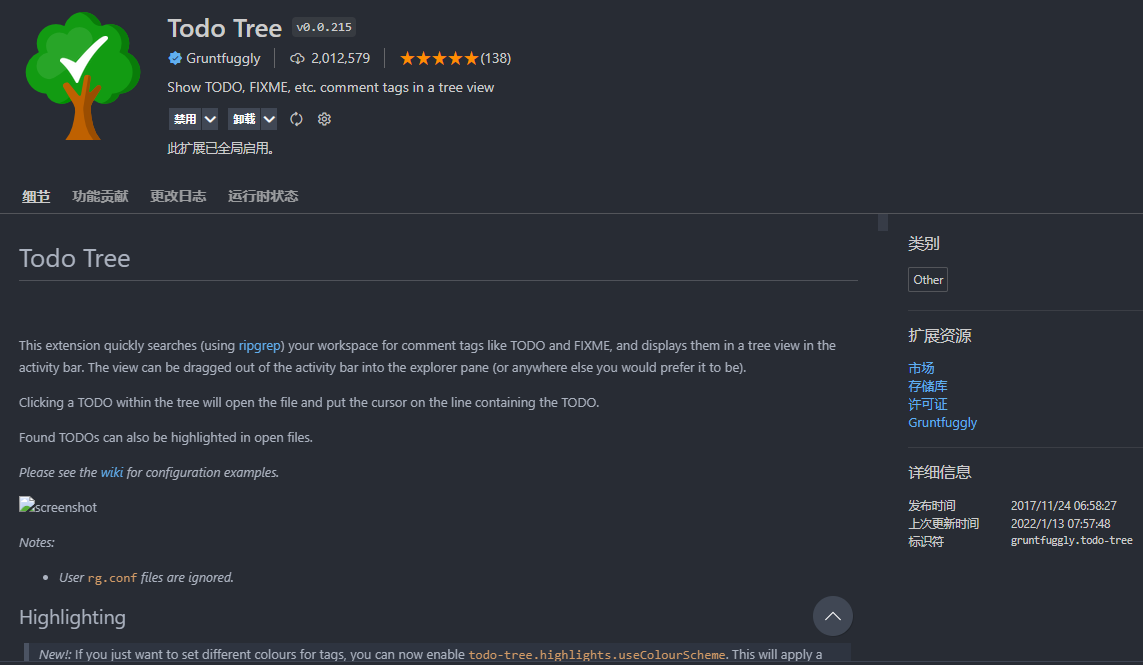 Todo Tree v0.0.215
Gruntfuggly 2,012,579 (138)
Show TODO, FIXME, etc. comment tags in a tree view
禁用 卸载
此扩展已全局启用。
细节 功能贡献 更改日志 运行时状态
Todo Tree
This extension quickly searches (using ripgrep) your workspace for comment tags like TODO and FIXME, and displays them in a tree view in the
activity bar. The view can be dragged out of the activity bar into the explorer pane (or anywhere else you would prefer it to be).
Clicking a TODO within the tree will open the file and put the cursor on the line containing the TODO.
Found TODOs can also be highlighted in open files.
Please see the wiki for configuration examples.
screenshot
Notes:
• User rg.conf files are ignored.
Highlighting
New!: If you just want to set different colours for tags, you can now enable todo-tree.highlights.useColourScheme. This will apply a
类别
Other
扩展资源
市场
存储库
许可证
Gruntfuggly
详细信息
发布时间 2017/11/24 06:58:27
上次更新时间 2022/1/13 07:57:48
标识符 gruntfuggly.todo-tree